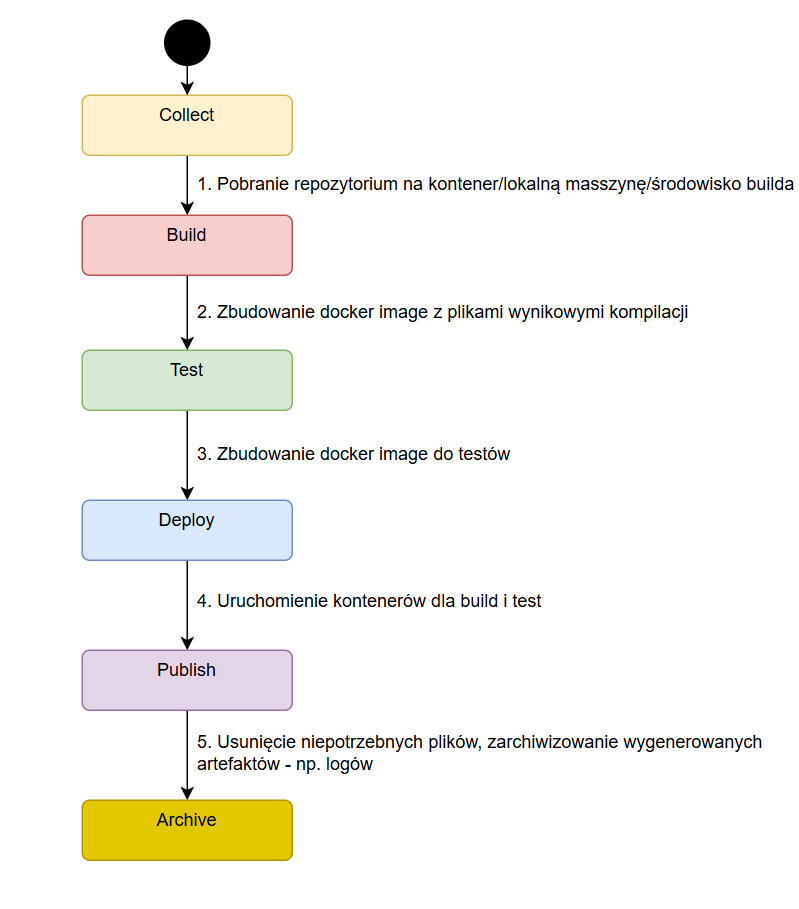 Collect
1. Pobranie repozytorium na kontener/lokalną masszynę/środowisko builda
Build
2. Zbudowanie docker image z plikami wynikowymi kompilacji
Test
3. Zbudowanie docker image do testów
Deploy
4. Uruchomienie kontenerów dla build i test
Publish
5. Usunięcie niepotrzebnych plików, zarchiwizowanie wygenerowanych
artefaktów - np. logów
Archive